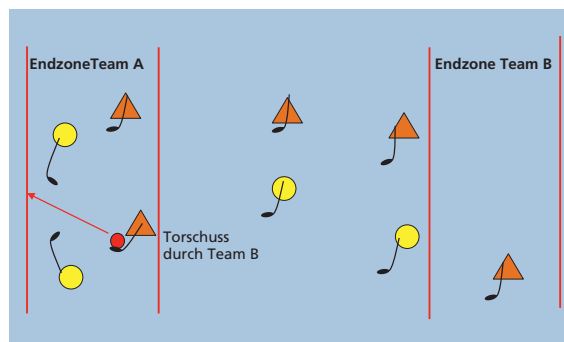 EndzoneTeam A
Endzone Team B
Torschuss
durch Team B